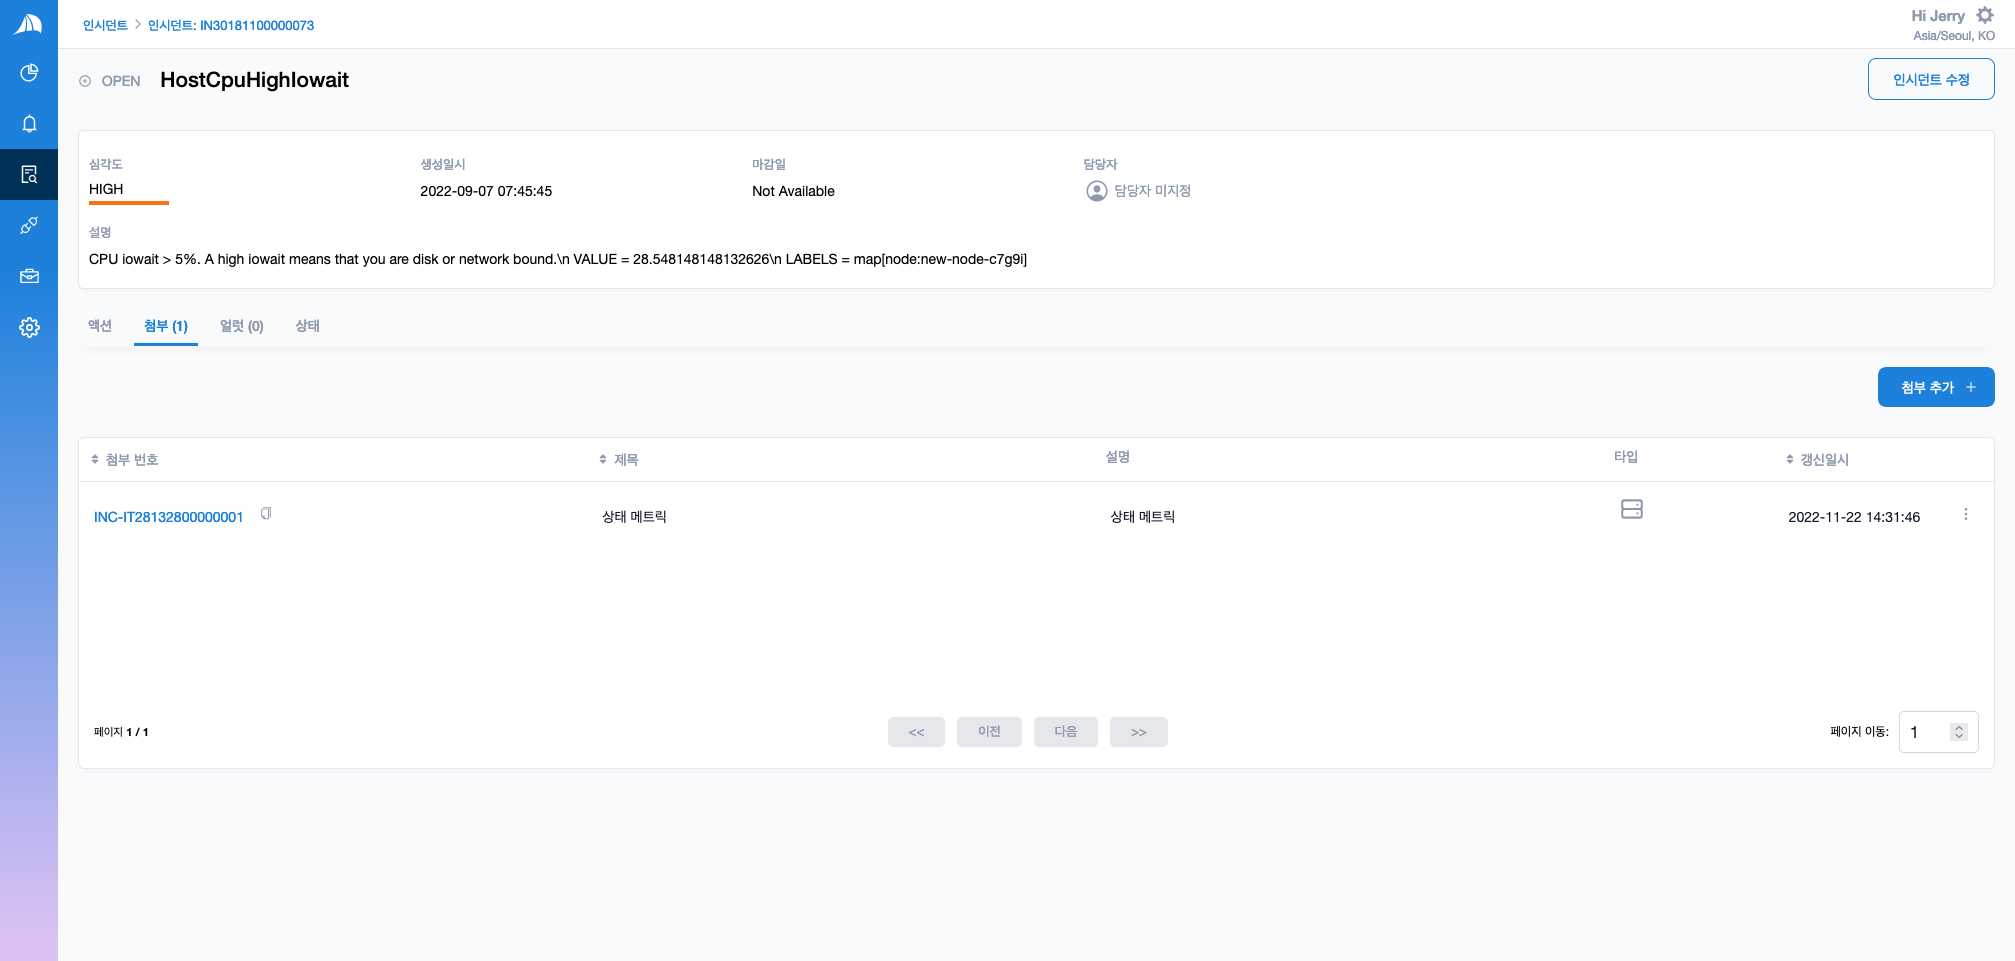 인시던트 > 인시던트: IN30181100000073
Hi Jerry
Asia/Seoul, KO
OPEN HostCpuHighIowait
인시던트 수정
심각도 생성일시 마감일 담당자
HIGH 2022-09-07 07:45:45 Not Available 담당자 미지정
설명
CPU iowait > 5%. A high iowait means that you are disk or network bound.\n VALUE = 28.548148148132626\n LABELS = map[node:new-node-c7g9i]
액션 첨부 (1) 얼럿 (0) 상태
첨부 추가 +
첨부 번호 제목 설명 타입 갱신일시
INC-IT28132800000001 상태 메트릭 상태 메트릭 2022-11-22 14:31:46
페이지 1 / 1 << 이전 다음 >> 페이지 이동: 1